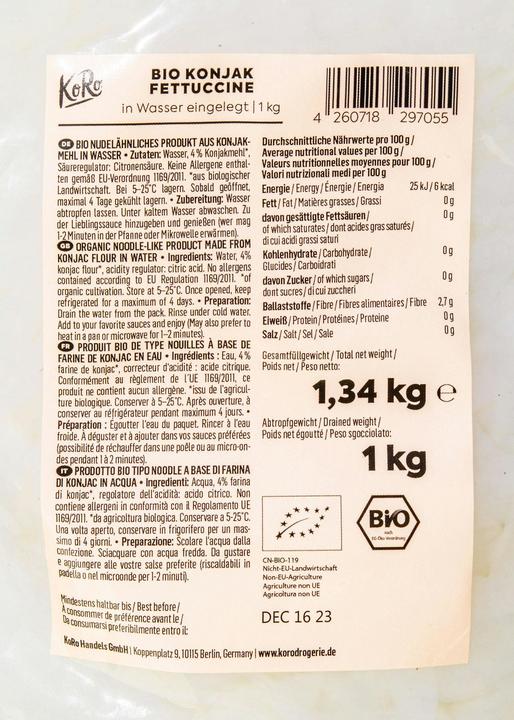 KoRo
BIO KONJAK
FETTUCCINE
in Wasser eingelegt | 1 kg
4 260718 297055
DE BIO NUDELÄHNLICHES PRODUKT AUS KONJAK-
MEHL IN WASSER • Zutaten: Wasser, 4% Konjakmehl*,
Säureregulator: Citronensäure. Keine Allergene enthal-
ten gemäß EU-Verordnung 1169/2011. *aus biologischer
Landwirtschaft. Bei 5-25°C lagern. Sobald geöffnet,
maximal 4 Tage gekühlt lagern. • Zubereitung: Wasser
abtropfen lassen. Unter kaltem Wasser abwaschen. Zu
der Lieblingssauce hinzugeben und genießen (wer mag
1-2 Minuten in der Pfanne oder Mikrowelle erwärmen).
GB ORGANIC NOODLE-LIKE PRODUCT MADE FROM
KONJAC FLOUR IN WATER • Ingredients: Water, 4%
konjac flour*, acidity regulator: citric acid. No allergens
contained according to EU Regulation 1169/2011. *of
organic cultivation. Store at 5-25°C. Once opened, keep
refrigerated for a maximum of 4 days. • Preparation:
Drain the water from the pack. Rinse under cold water.
Add to your favorite sauces and enjoy (May also prefer to
heat in a pan or microwave for 1-2 minutes).
FR PRODUIT BIO DE TYPE NOUILLES À BASE DE
FARINE DE KONJAC EN EAU • Ingrédients : Eau, 4%
farine de konjac*, correcteur d'acidité : acide citrique.
Conformément au règlement de l'UE 1169/2011, ce
produit ne contient aucun allergène. *issu de l'agricul-
ture biologique. Conserver à 5-25°C. Après ouverture, à
conserver au réfrigérateur pendant maximum 4 jours. •
Préparation : Égoutter l'eau du paquet. Rincer à l'eau
froide. À déguster et à ajouter dans vos sauces préférées
(possibilité de réchauffer dans une poêle ou au micro-on-
des pendant 1 à 2 minutes).
IT PRODOTTO BIO TIPO NOODLE A BASE DI FARINA
DI KONJAC IN ACQUA • Ingredienti: Acqua, 4% farina
di konjac*, regolatore dell'acidità: acido citrico. Non
contiene allergeni in conformità con il Regolamento UE
1169/2011. *da agricoltura biologica. Conservare a 5-25°C.
Una volta aperto, conservare in frigorifero per un mas-
simo di 4 giorni. • Preparazione: Scolare l'acqua dalla
confezione. Sciacquare con acqua fredda. Da gustare
e aggiungere alle vostre salse preferite (riscaldabili in
padella o nel microonde per 1-2 minuti).
Mindestens haltbar bis / Best before /
À consommer de préférence avant le /
Da consumarsi preferibilmente entro il:
KoRo Handels GmbH | Koppenplatz 9, 10115 Berlin, Germany | www.korodrogerie.de
Durchschnittliche Nährwerte pro 100 g /
Average nutritional values per 100 g /
Valeurs nutritionnelles moyennes pour 100 g /
Valori nutrizionali medi per 100 g
Energie / Energy / Énergie / Energia 25 kJ / 6 kcal
Fett / Fat / Matières grasses / Grassi 0 g
davon gesättigte Fettsäuren / 0 g
of which saturates / dont acides gras saturés /
di cui acidi grassi saturi
Kohlenhydrate / Carbohydrate / 0 g
Glucides / Carboidrati
davon Zucker / of which sugars / 0 g
dont sucres / di cui zuccheri
Ballaststoffe / Fibre / Fibres alimentaires / Fibre 2,7 g
Eiweiß / Protein / Protéines / Proteine 0 g
Salz / Salt / Sel / Sale 0 g
Gesamtfüllgewicht / Total net weight /
Poids net / Peso netto:
1,34 kg e
Abtropfgewicht / Drained weight /
Poids net égoutté / Peso sgocciolato:
1 kg
Bio
nach
EG-Öko-Verordnung
CN-BIO-119
Nicht-EU-Landwirtschaft
Non-EU-Agriculture
Agriculture non UE
Agricoltura non UE
DEC 16 23